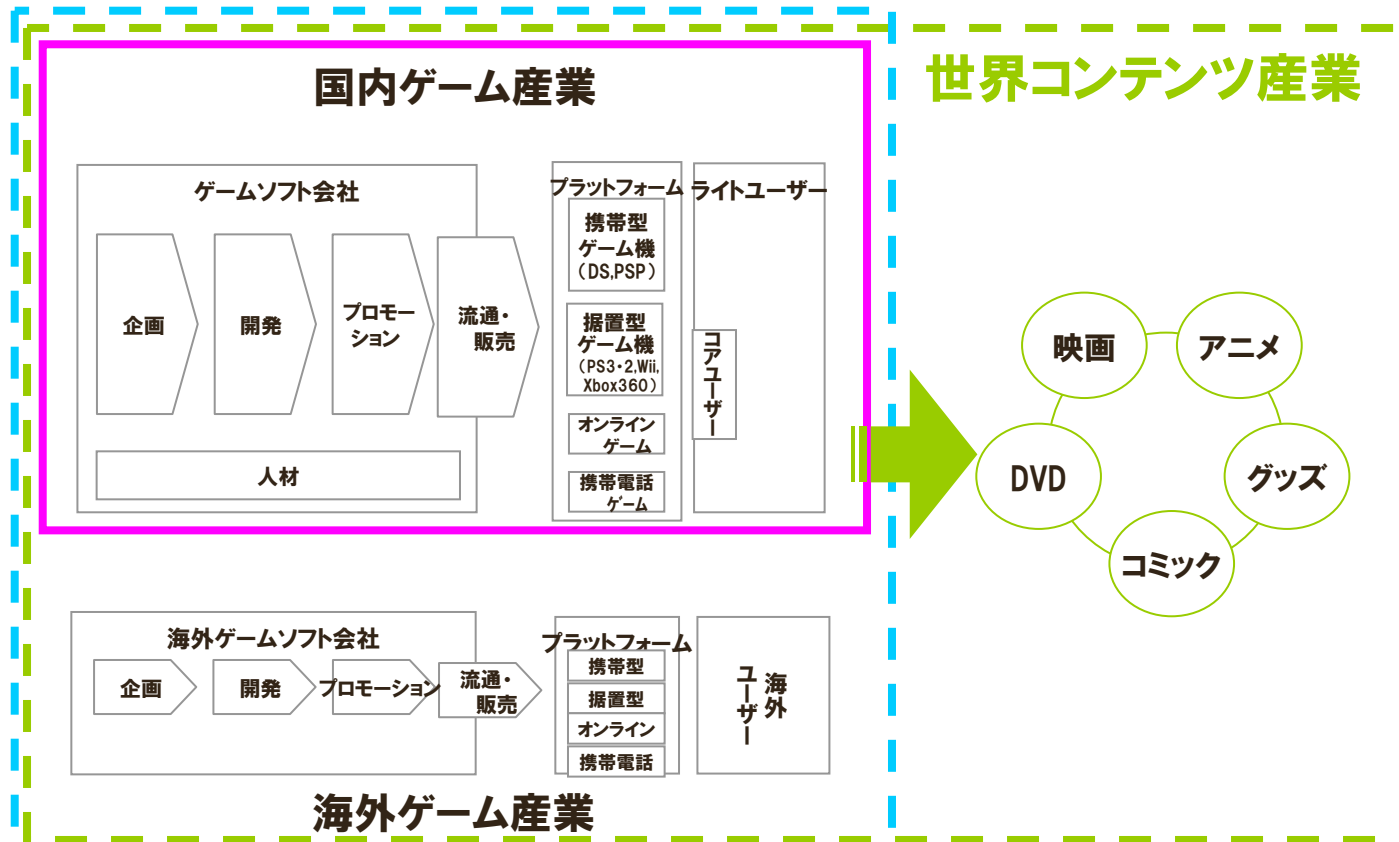 国内ゲーム産業
世界コンテンツ産業
ゲームソフト会社
企画
開発
プロモー
ション
流通・
販売
人材
プラットフォーム
携帯型
ゲーム機
(DS,PSP)
据置型
ゲーム機
(PS3・2,Wii,
Xbox360)
オンライン
ゲーム
携帯電話
ゲーム
ライトユーザー
コアユーザー
映画
アニメ
DVD
グッズ
コミック
海外ゲームソフト会社
企画
開発
プロモーション
流通・
販売
プラットフォーム
携帯型
据置型
オンライン
携帯電話
海外
ユーザー
海外ゲーム産業